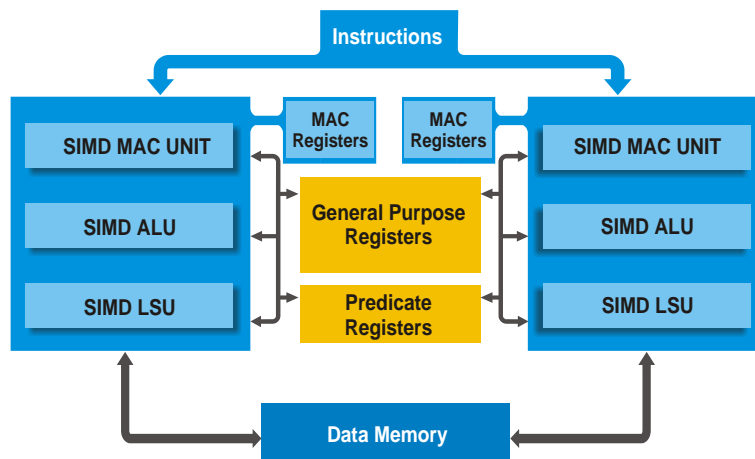 Instructions
MAC
Registers
MAC
Registers
SIMD MAC UNIT
SIMD ALU
SIMD LSU
General Purpose
Registers
Predicate
Registers
SIMD MAC UNIT
SIMD ALU
SIMD LSU
Data Memory